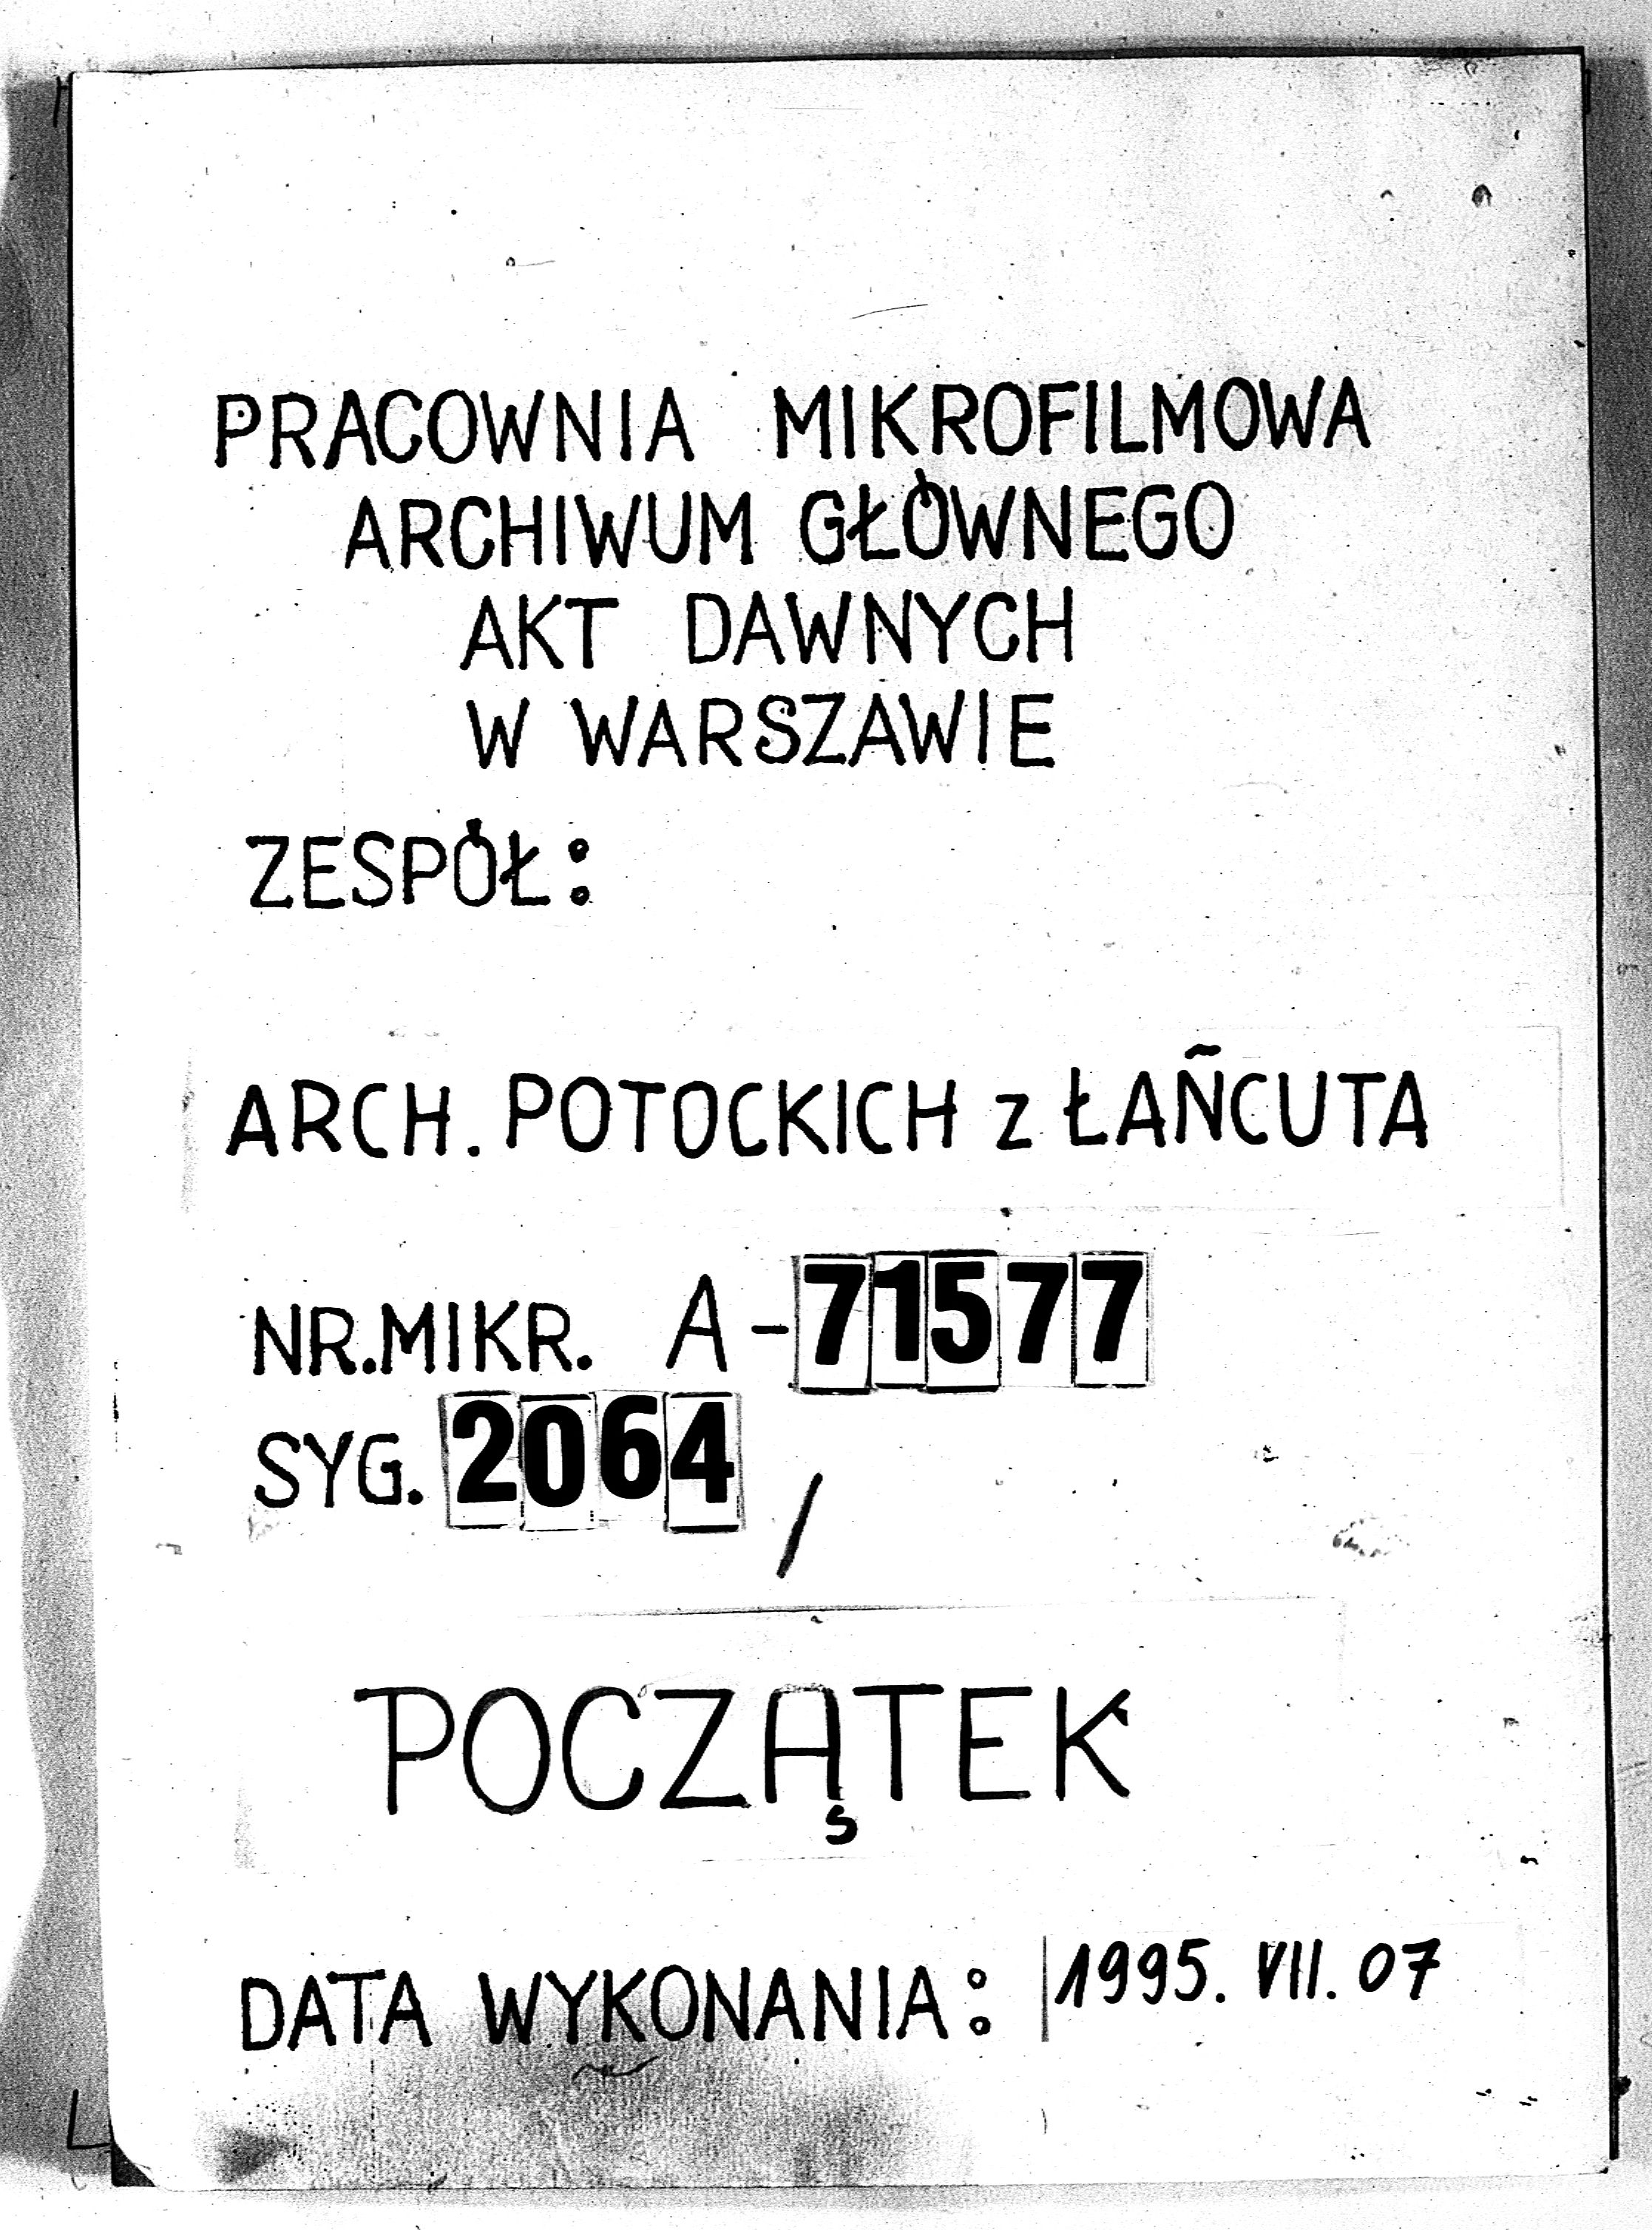 PRACOWNIA MIKROFILMOWA
ARCHIWUM GŁÓWNEGO
AKT DAWNYCH
W WARSZAWIE
ZESPÓŁ:
ARCH. POTOCKICH z ŁAŃCUTA
NR.MIKR. A-71577
SYG. 2064 /
POCZĄTEK
DATA WYKONANIA: 1995. VII. 07